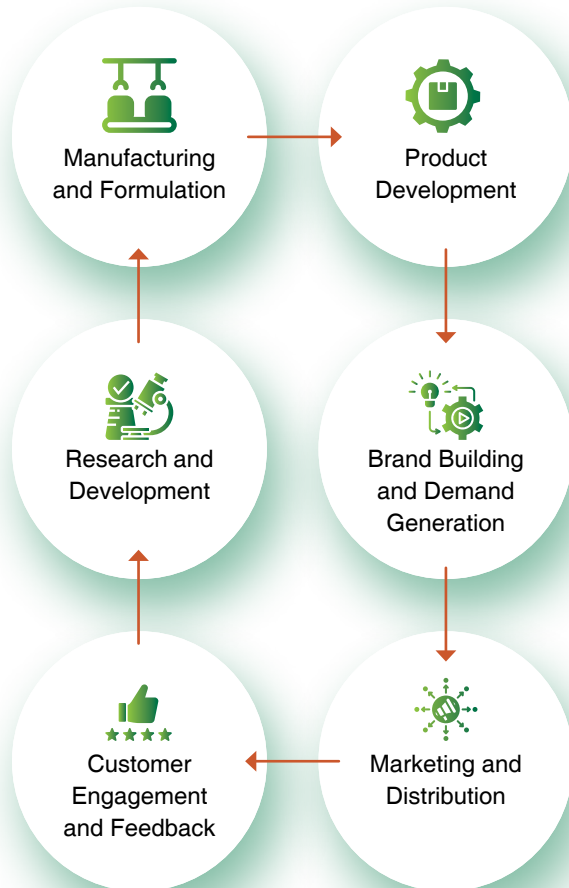 Manufacturing
and Formulation
Product
Development
Research and
Development
Brand Building
and Demand
Generation
Customer
Engagement
and Feedback
Marketing and
Distribution